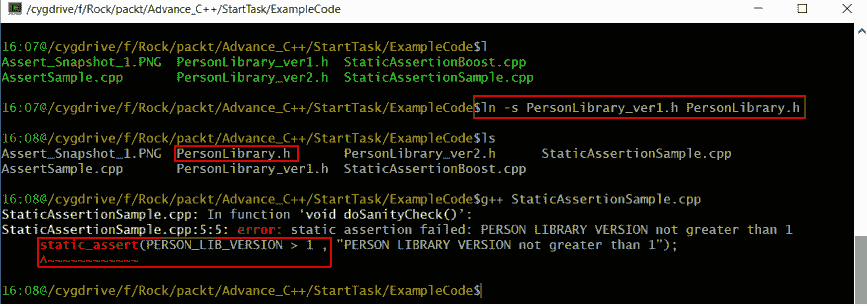 /cygdrive/f/Rock/packt/Advance_C++/StartTask/ExampleCode
16:07@/cygdrive/f/Rock/packt/Advance_C++/StartTask/ExampleCode$l
Assert_Snapshot_1.PNG PersonLibrary_ver1.h StaticAssertionBoost.cpp
AssertSample.cpp PersonLibrary_ver2.h StaticAssertionSample.cpp
16:07@/cygdrive/f/Rock/packt/Advance_C++/StartTask/ExampleCode$ln -s PersonLibrary_ver1.h PersonLibrary.h
16:08@/cygdrive/f/Rock/packt/Advance_C++/StartTask/ExampleCode$ls
Assert_Snapshot_1.PNG PersonLibrary.h PersonLibrary_ver2.h StaticAssertionSample.cpp
AssertSample.cpp PersonLibrary_ver1.h StaticAssertionBoost.cpp
16:08@/cygdrive/f/Rock/packt/Advance_C++/StartTask/ExampleCode$g++ StaticAssertionSample.cpp
StaticAssertionSample.cpp: In function ‘void doSanityCheck()’:
StaticAssertionSample.cpp:5:5: error: static assertion failed: PERSON LIBRARY VERSION not greater than 1
static_assert(PERSON_LIB_VERSION > 1 , "PERSON LIBRARY VERSION not greater than 1");
^~~~~~~~~~~~~
16:08@/cygdrive/f/Rock/packt/Advance_C++/StartTask/ExampleCode$